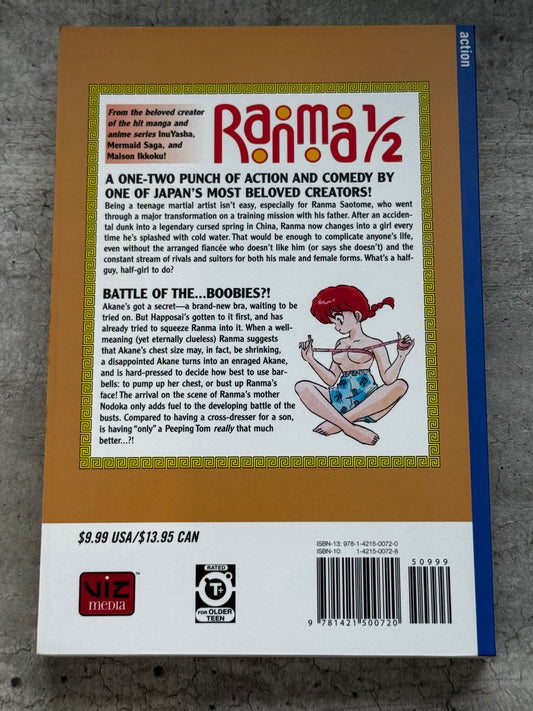 action
From the beloved creator
of the hit manga and
anime series InuYasha,
Mermaid Saga, and
Maison Ikkoku!
Ranma 1/2
A ONE-TWO PUNCH OF ACTION AND COMEDY BY
ONE OF JAPAN'S MOST BELOVED CREATORS!
Being a teenage martial artist isn't easy, especially for Ranma Saotome, who went
through a major transformation on a training mission with his father. After an acciden-
tal dunk into a legendary cursed spring in China, Ranma now changes into a girl every
time he's splashed with cold water. That would be enough to complicate anyone's life,
even without the arranged fiancée who doesn't like him (or says she doesn't) and the
constant stream of rivals and suitors for both his male and female forms. What's a half-
guy, half-girl to do?
BATTLE OF THE...BOOBIES?!
Akane's got a secret—a brand-new bra, waiting to be
tried on. But Happosai's gotten to it first, and has
already tried to squeeze Ranma into it. When a well-
meaning (yet eternally clueless) Ranma suggests
that Akane's chest size may, in fact, be shrinking,
a disappointed Akane turns into an enraged Akane,
and is hard-pressed to decide how best to use bar-
bells: to pump up her chest, or bust up Ranma's
face! The arrival on the scene of Ranma's mother
Nodoka only adds fuel to the developing battle of the
busts. Compared to having a cross-dresser for a son,
is having "only" a Peeping Tom really that much
better...?!
$9.99 USA/$13.95 CAN
ISBN-13: 978-1-4215-0072-0
ISBN-10: 1-4215-0072-8
50999
9 781421 500720
VIZ
MEDIA
TM
RATED
T+
FOR OLDER
TEEN